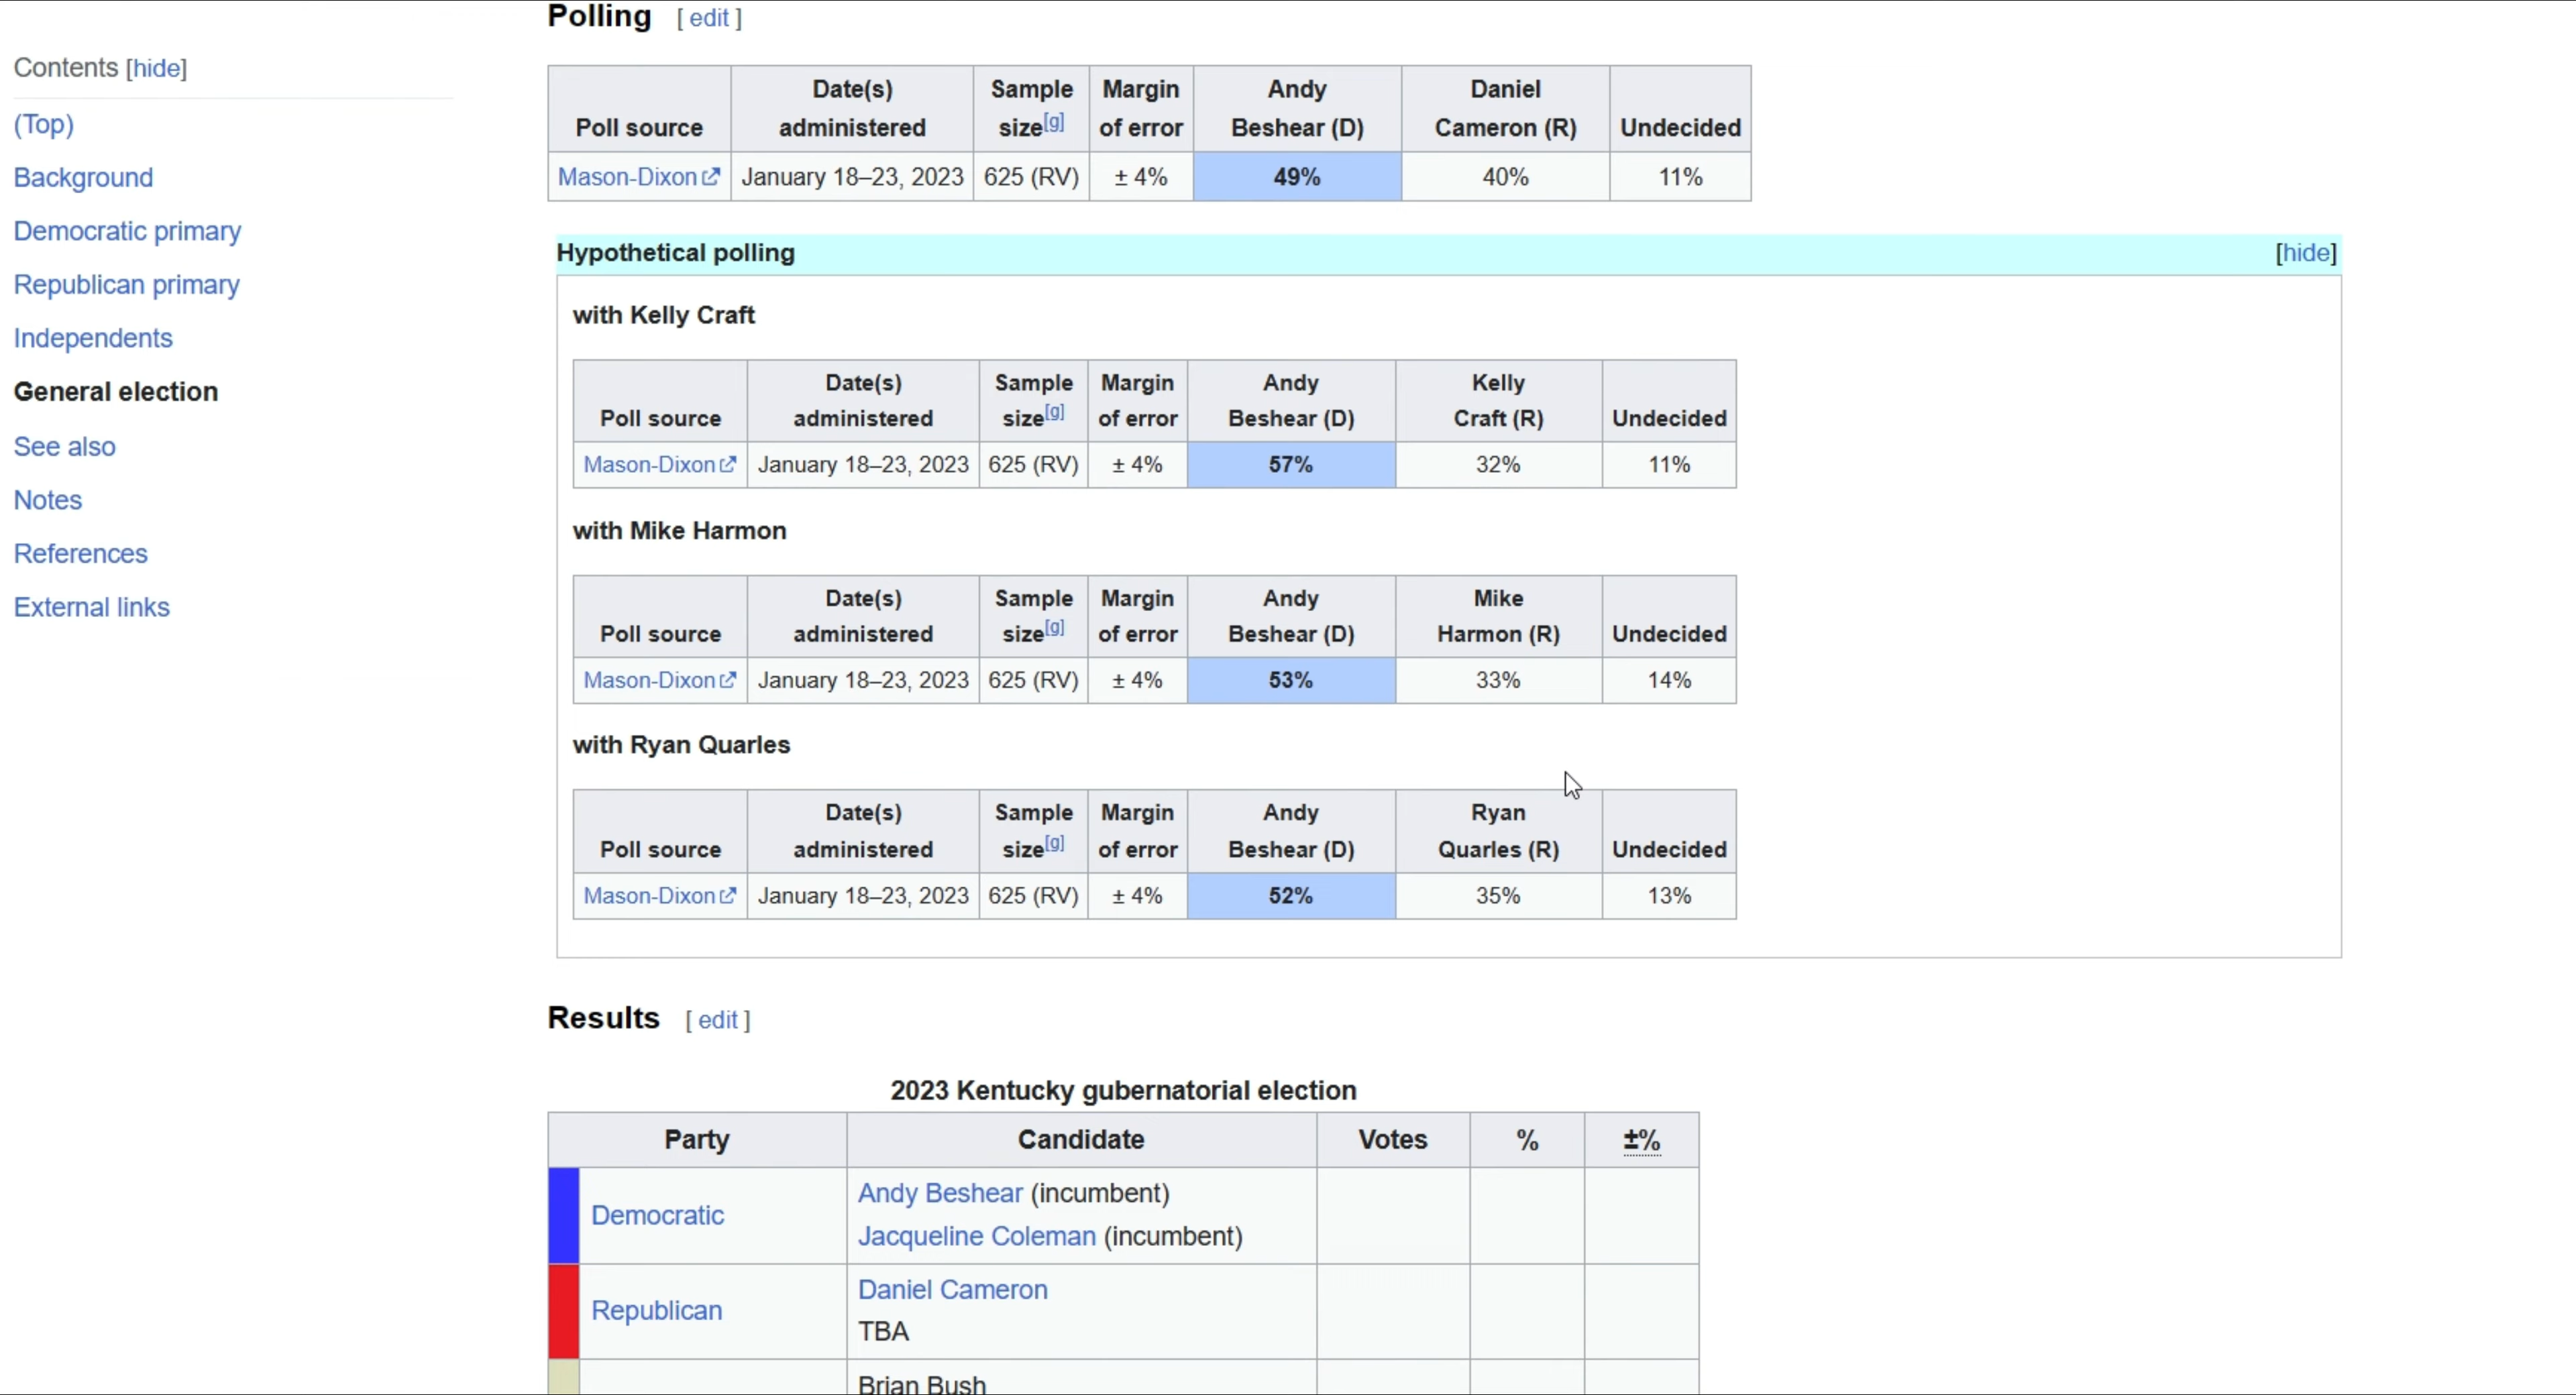 Polling [ edit ]
Contents [hide]
(Top)
Background
Democratic primary
Republican primary
Independents
General election
See also
Notes
References
External links
Poll source Date(s) administered Sample size[g] Margin of error Andy Beshear (D) Daniel Cameron (R) Undecided
Mason-Dixon January 18–23, 2023 625 (RV) ± 4% 49% 40% 11%
Hypothetical polling [hide]
with Kelly Craft
Poll source Date(s) administered Sample size[g] Margin of error Andy Beshear (D) Kelly Craft (R) Undecided
Mason-Dixon January 18–23, 2023 625 (RV) ± 4% 57% 32% 11%
with Mike Harmon
Poll source Date(s) administered Sample size[g] Margin of error Andy Beshear (D) Mike Harmon (R) Undecided
Mason-Dixon January 18–23, 2023 625 (RV) ± 4% 53% 33% 14%
with Ryan Quarles
Poll source Date(s) administered Sample size[g] Margin of error Andy Beshear (D) Ryan Quarles (R) Undecided
Mason-Dixon January 18–23, 2023 625 (RV) ± 4% 52% 35% 13%
Results [ edit ]
2023 Kentucky gubernatorial election
Party Candidate Votes % ±%
Democratic Andy Beshear (incumbent)
Jacqueline Coleman (incumbent)
Republican Daniel Cameron
TBA
Brian Bush